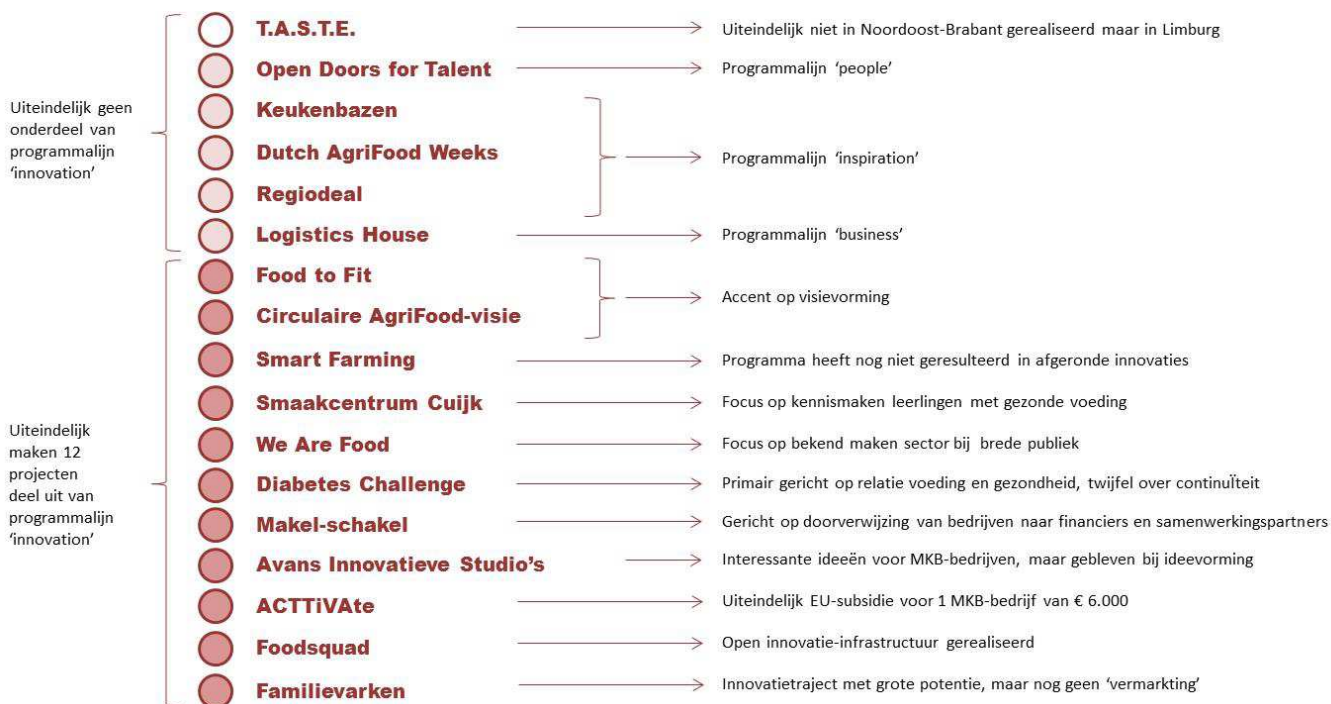 T.A.S.T.E.
Uiteindelijk niet in Noordoost-Brabant gerealiseerd maar in Limburg
Open Doors for Talent
Programmalijn ‘people’
Uiteindelijk geen
onderdeel van
programmalijn
‘innovation’
Keukenbazen
Dutch AgriFood Weeks
Regiodeal
Programmalijn ‘inspiration’
Logistics House
Programmalijn ‘business’
Food to Fit
Circulaire AgriFood-visie
Accent op visievorming
Smart Farming
Programma heeft nog niet geresulteerd in afgeronde innovaties
Smaakcentrum Cuijk
Focus op kennismaken leerlingen met gezonde voeding
Uiteindelijk
maken 12
projecten
deel uit van
programmalijn
‘innovation’
We Are Food
Focus op bekend maken sector bij brede publiek
Diabetes Challenge
Primair gericht op relatie voeding en gezondheid, twijfel over continuÏteit
Makel-schakel
Gericht op doorverwijzing van bedrijven naar financiers en samenwerkingspartners
Avans Innovatieve Studio’s
Interessante ideeën voor MKB-bedrijven, maar gebleven bij ideevorming
ACTTiVAte
Uiteindelijk EU-subsidie voor 1 MKB-bedrijf van € 6.000
Foodsquad
Open innovatie-infrastructuur gerealiseerd
Familievarken
Innovatietraject met grote potentie, maar nog geen ‘vermarkting’